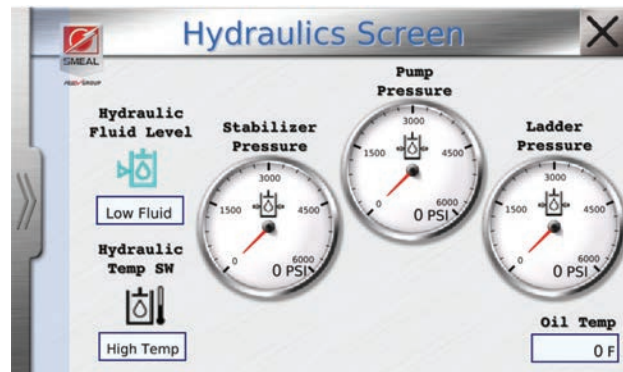 Hydraulics Screen
SMEAL
Hydraulic
Fluid Level
Low Fluid
Hydraulic
Temp SW
High Temp
Stabilizer
Pressure
0
1500
3000
4500
6000
0 PSI
Pump
Pressure
0
1500
3000
4500
6000
0 PSI
Ladder
Pressure
0
1500
3000
4500
6000
0 PSI
Oil Temp
0 F